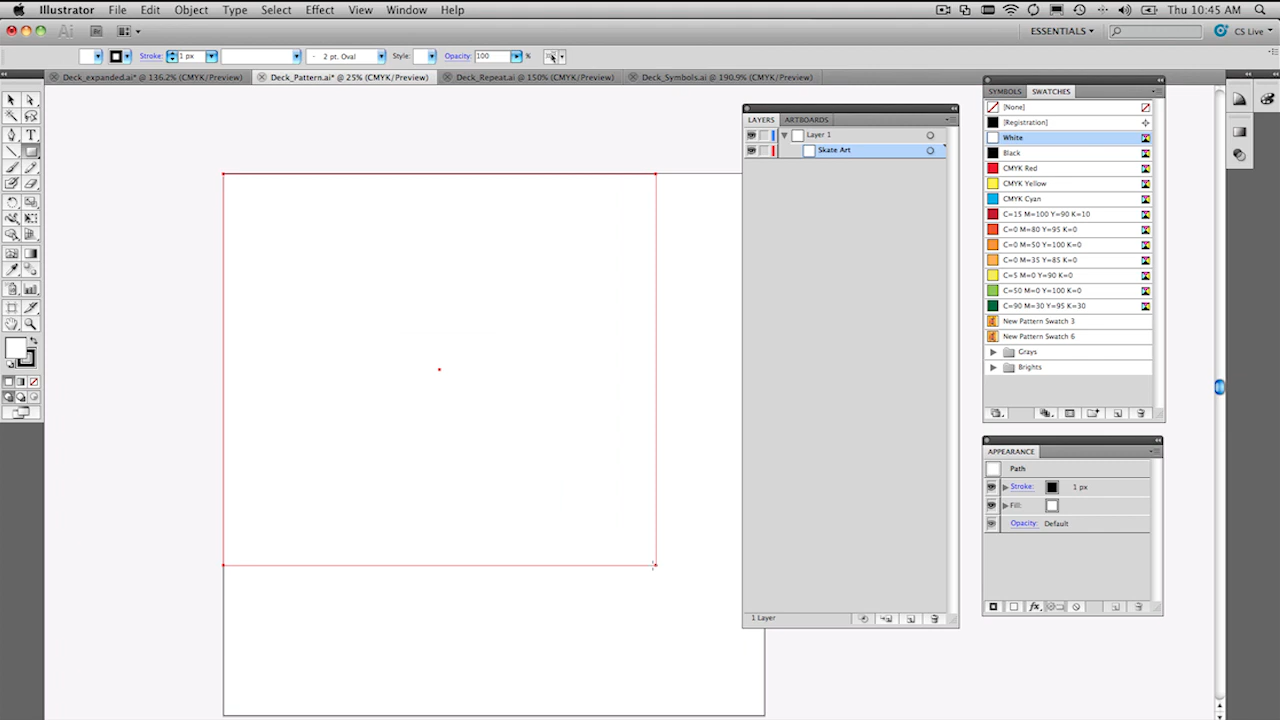 Illustrator File Edit Object Type Select Effect View Window Help Thu 10:45 AM
Ai Br ESSENTIALS CS Live
Stroke: 1 px 2 pt. Oval Style: Opacity: 100 %
Deck_expanded.ai* @ 136.2% (CMYK/Preview) Deck_Pattern.ai* @ 25% (CMYK/Preview) Deck_Repeat.ai @ 150% (CMYK/Preview) Deck_Symbols.ai @ 190.9% (CMYK/Preview)
SYMBOLS SWATCHES
[None]
[Registration]
White
Black
CMYK Red
CMYK Yellow
CMYK Cyan
C=15 M=100 Y=90 K=10
C=0 M=80 Y=95 K=0
C=0 M=50 Y=100 K=0
C=0 M=35 Y=85 K=0
C=5 M=0 Y=90 K=0
C=50 M=0 Y=100 K=0
C=90 M=30 Y=95 K=30
New Pattern Swatch 3
New Pattern Swatch 6
Grays
Brights
LAYERS ARTBOARDS
Layer 1
Skate Art
1 Layer
APPEARANCE
Path
Stroke: 1 px
Fill:
Opacity: Default
fx